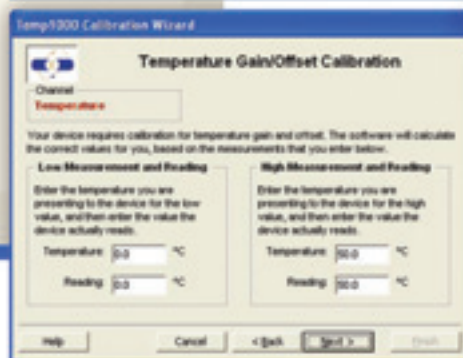 Temp1000 Calibration Wizard
Temperature Gain/Offset Calibration
Channel
Temperature
Your device requires calibration for temperature gain and offset. The software will calculate
the correct values for you, based on the measurements that you enter below.
Low Measurement and Reading
Enter the temperature you are
presenting to the device for the low
value, and then enter the value the
device actually reads.
Temperature: 0.0 °C
Reading: 0.0 °C
High Measurement and Reading
Enter the temperature you are
presenting to the device for the high
value, and then enter the value the
device actually reads.
Temperature: 50.0 °C
Reading: 50.0 °C
Help Cancel < Back Next > Finish